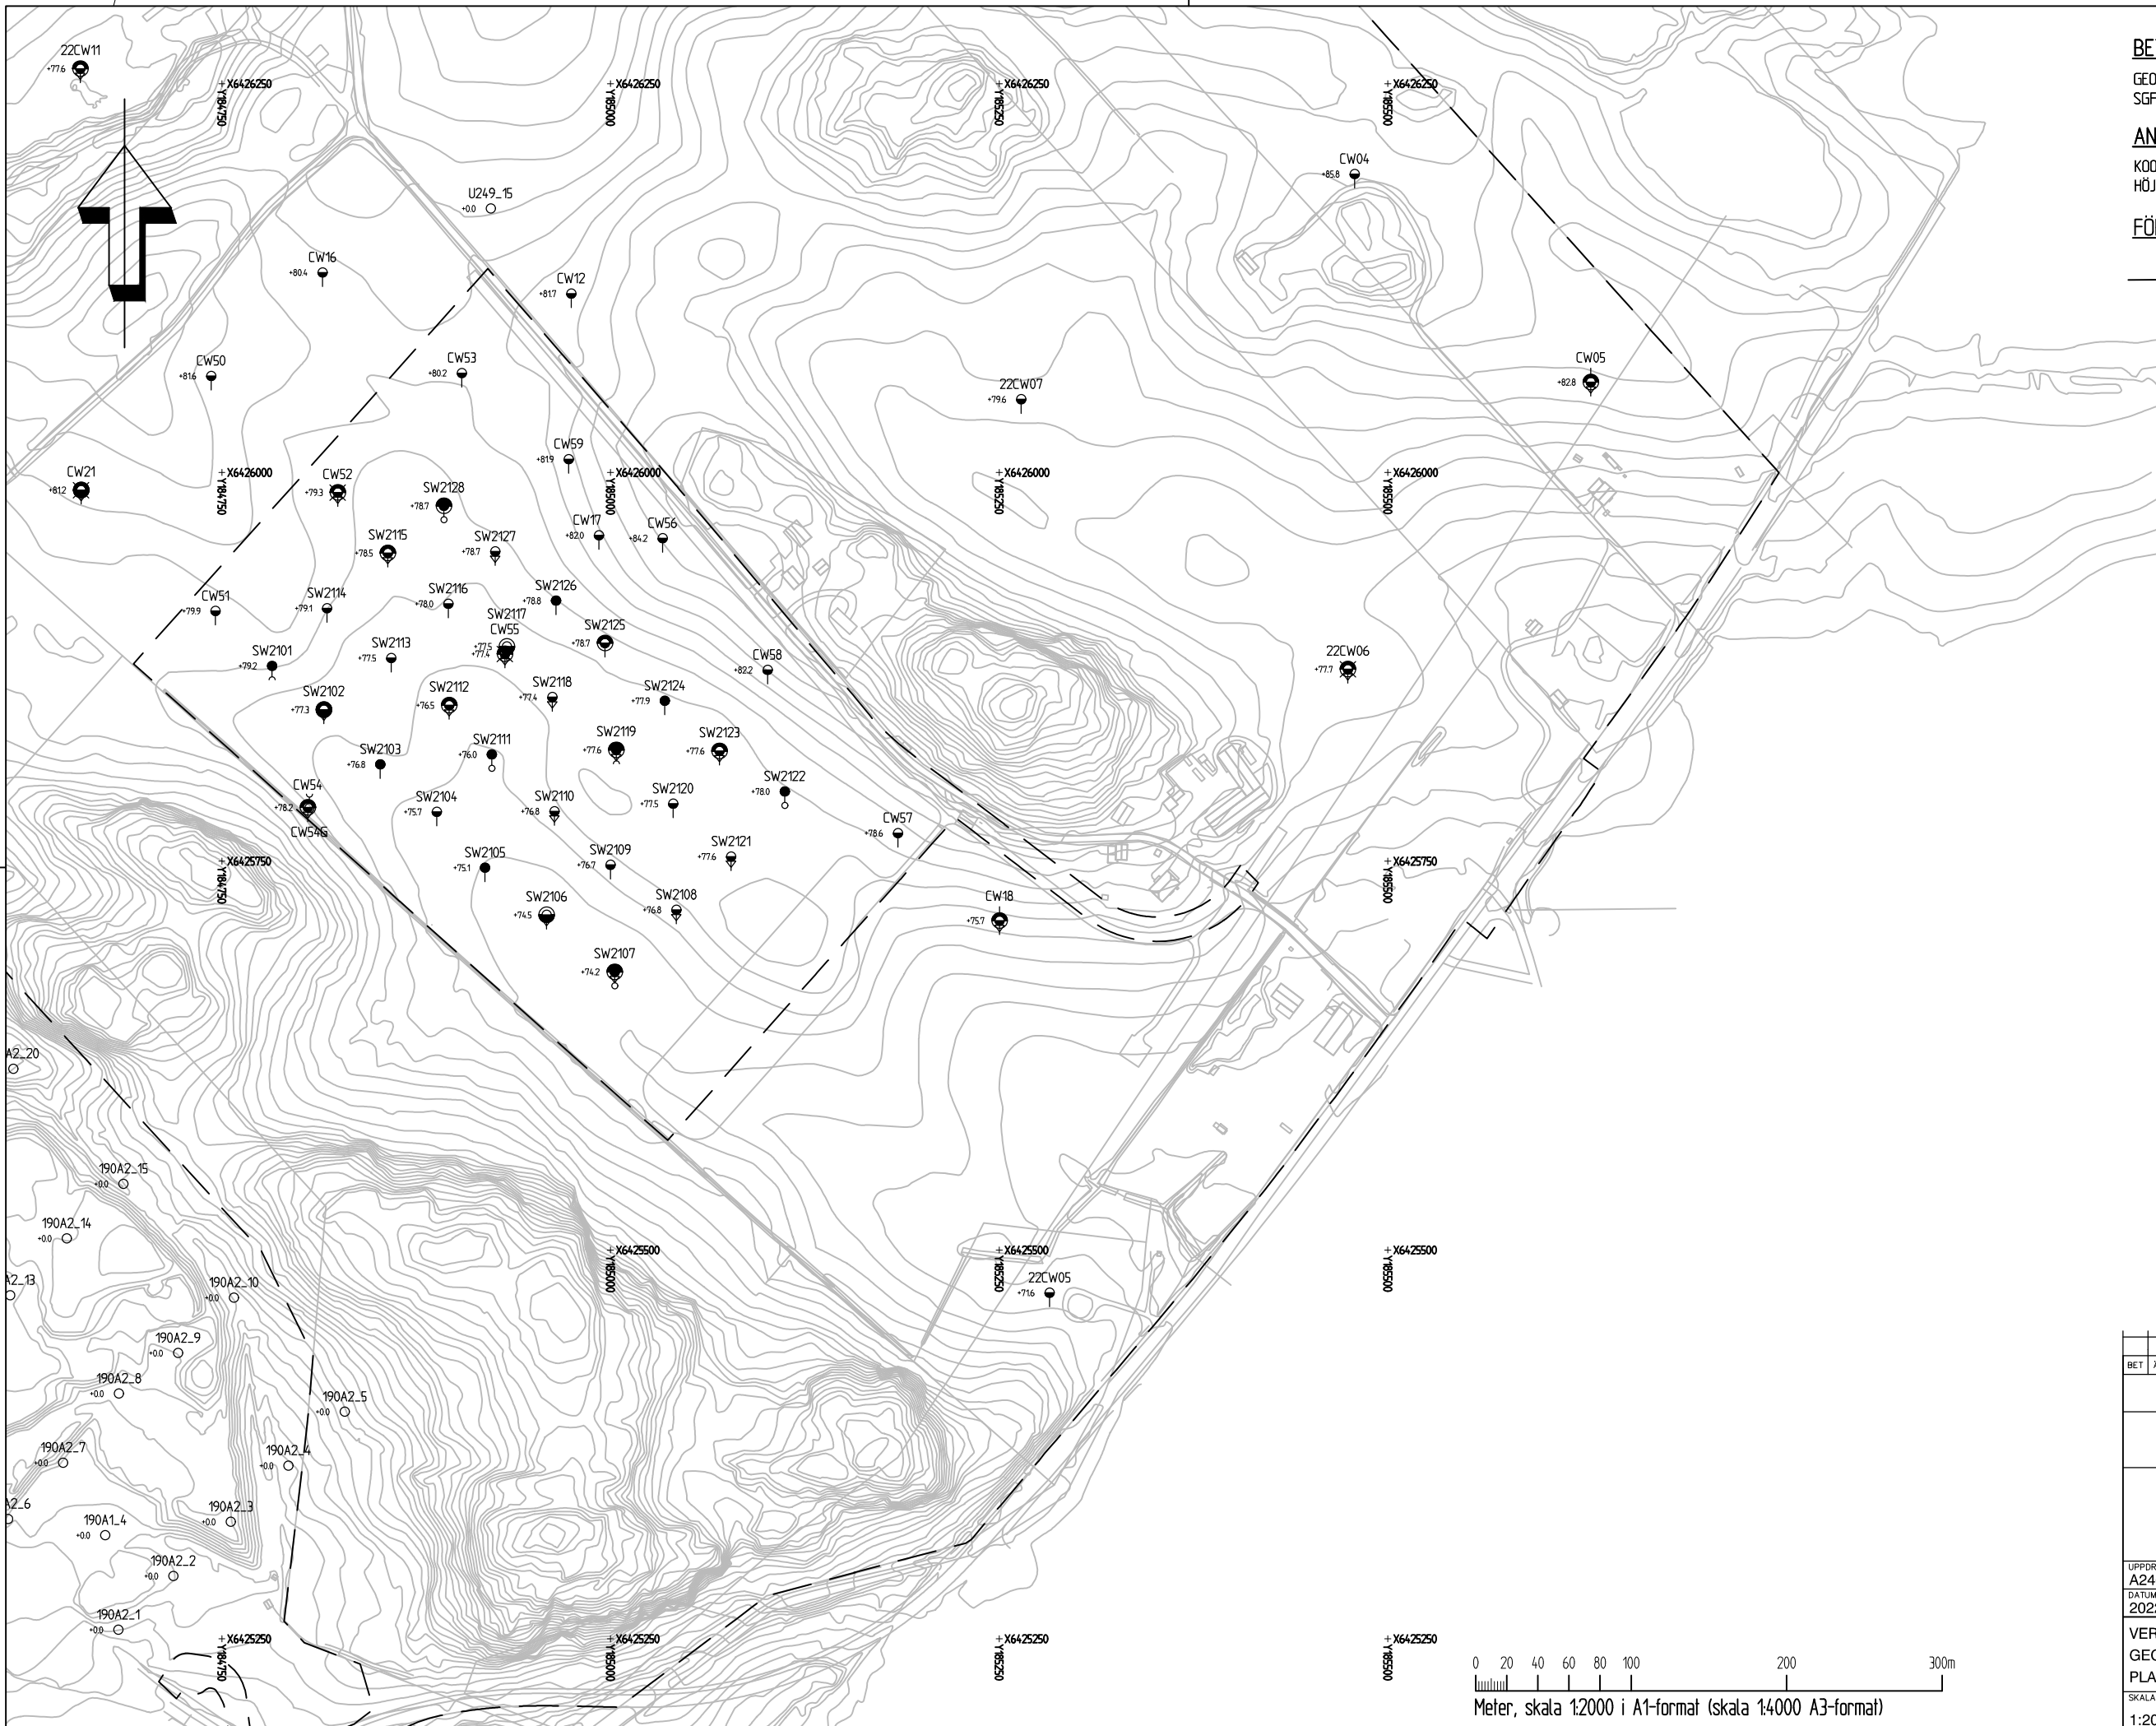 22CW11
+77.6
X6426250
Y184750
X6426250
Y185000
X6426250
Y185250
X6426250
Y185500
CW04
+85.8
U249_15
+0.0
CW16
+80.4
CW12
+81.7
CW50
+81.6
CW53
+80.2
22CW07
+79.6
CW05
+82.8
CW59
+81.9
CW21
+81.2
X6426000
Y184750
CW52
+79.3
SW2128
+78.7
X6426000
Y185000
X6426000
Y185250
X6426000
Y185500
SW2115
+78.5
SW2127
+78.7
CW17
+82.0
CW56
+84.2
CW51
+79.9
SW2114
+79.1
SW2116
+78.0
SW2126
+78.8
SW2117
CW55
+77.5
+77.4
SW2125
+78.7
SW2101
+79.2
SW2113
+77.5
CW58
+82.2
22CW06
+77.7
SW2102
+77.3
SW2112
+76.5
SW2118
+77.4
SW2124
+77.9
SW2103
+76.8
SW2111
+76.0
SW2119
+77.6
SW2123
+77.6
CW54
+78.2
CW54G
SW2104
+75.7
SW2110
+76.8
SW2120
+77.5
SW2122
+78.0
CW57
+78.6
X6425750
Y184750
SW2105
+75.1
SW2109
+76.7
SW2121
+77.6
X6425750
Y185500
SW2106
+74.5
SW2108
+76.8
CW18
+75.7
SW2107
+74.2
A2_20
190A2_15
+0.0
190A2_14
+0.0
A2_13
190A2_10
+0.0
X6425500
Y185000
X6425500
Y185250
X6425500
Y185500
22CW05
+71.6
190A2_9
+0.0
190A2_8
+0.0
190A2_5
+0.0
190A2_7
+0.0
190A2_4
+0.0
A2_6
190A1_4
+0.0
190A2_3
+0.0
190A2_2
+0.0
190A2_1
+0.0
X6425250
Y184750
X6425250
Y185000
X6425250
Y185250
X6425250
Y185500
0 20 40 60 80 100 200 300m
Meter, skala 1:2000 i A1-format (skala 1:4000 A3-format)
BE
GEO
SGF
AN
KOO
HÖJ
FÖ
BET
UPPDR
A24
DATUM
202
VER
GEO
PLA
SKALA
1:20